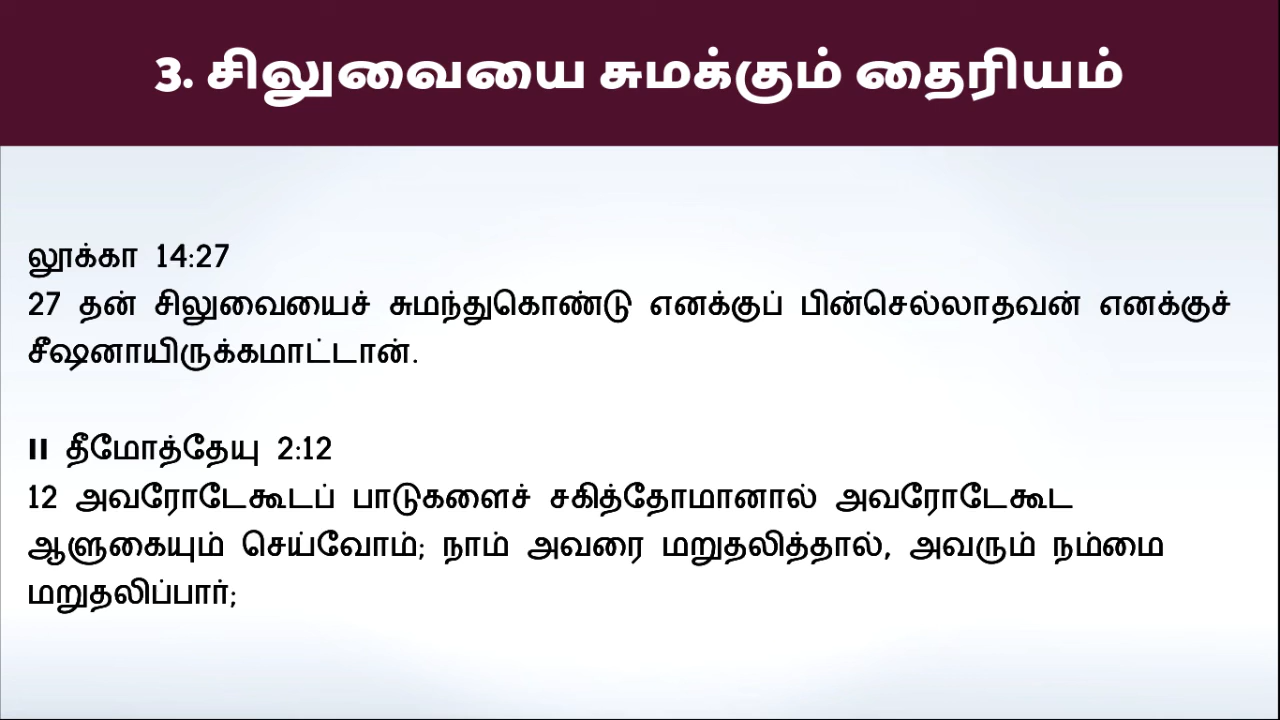 3. சிலுவையை சுமக்கும் தைரியம்
லூக்கா 14:27
27 தன் சிலுவையைச் சுமந்துகொண்டு எனக்குப் பின்செல்லாதவன் எனக்குச்
சீஷனாயிருக்கமாட்டான்.
II தீமோத்தேயு 2:12
12 அவரோடேகூடப் பாடுகளைச் சகித்தோமானால் அவரோடேகூட
ஆளுகையும் செய்வோம்; நாம் அவரை மறுதலித்தால், அவரும் நம்மை
மறுதலிப்பார்;